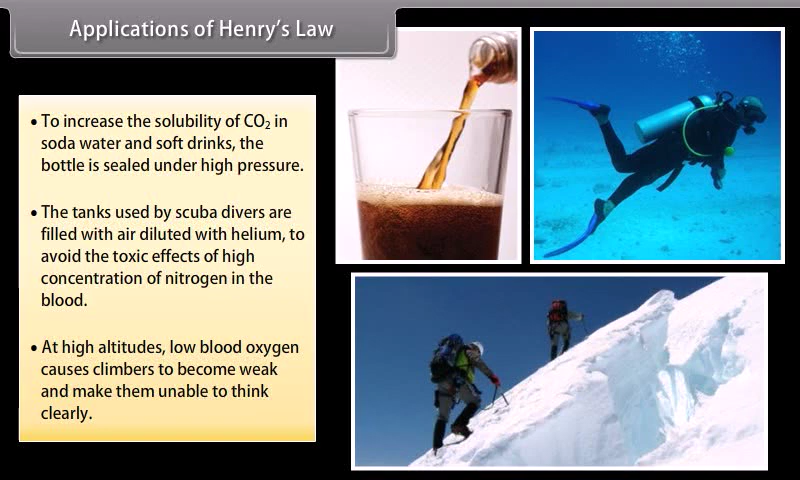 Applications of Henry's Law
• To increase the solubility of CO₂ in
soda water and soft drinks, the
bottle is sealed under high pressure.
• The tanks used by scuba divers are
filled with air diluted with helium, to
avoid the toxic effects of high
concentration of nitrogen in the
blood.
• At high altitudes, low blood oxygen
causes climbers to become weak
and make them unable to think
clearly.